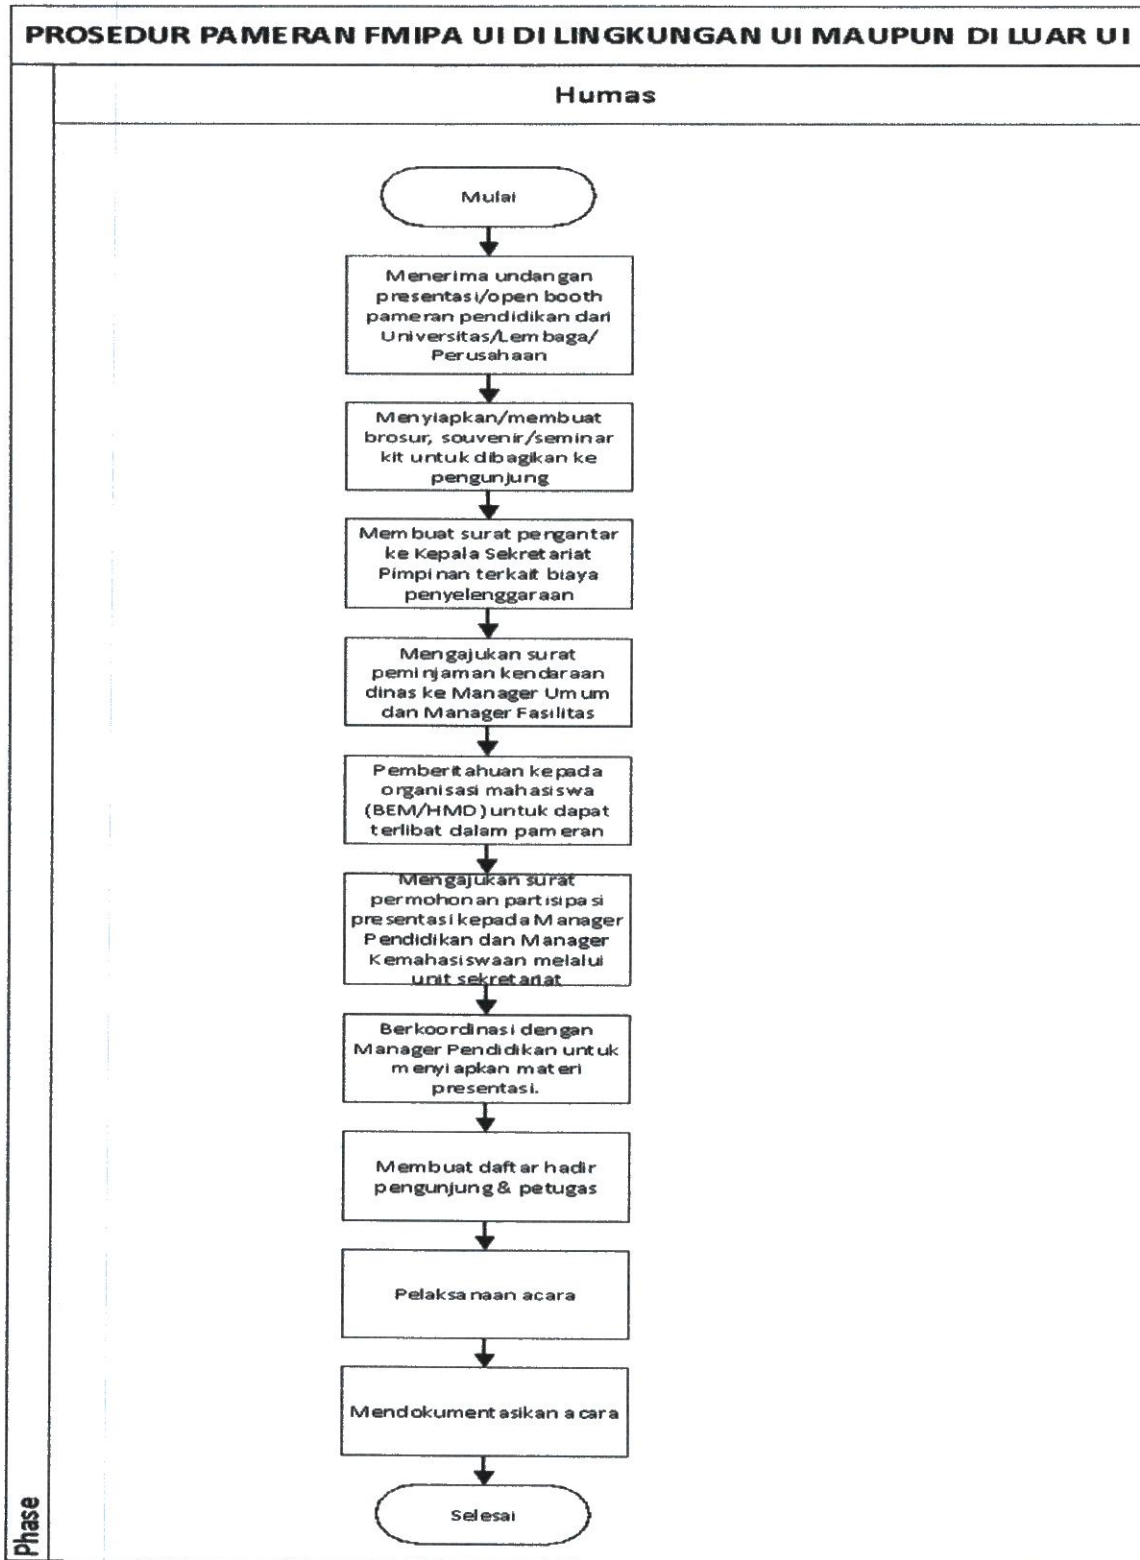 PROSEDUR PAMERAN FMIPA UI DI LINGKUNGAN UI MAUPUN DI LUAR UI
Humas
Mulai
Menerima undangan
presentasi/open booth
pameran pendidikan dari
Universitas/Lembaga/
Perusahaan
Menyiapkan/membuat
brosur, souvenir/seminar
kit untuk dibagikan ke
pengunjung
Membuat surat pengantar
ke Kepala Sekretariat
Pimpinan terkait biaya
penyelenggaraan
Mengajukan surat
peminjaman kendaraan
dinas ke Manager Umum
dan Manager Fasilitas
Pemberitahuan kepada
organisasi mahasiswa
(BEM/HMD) untuk dapat
terlibat dalam pameran
Mengajukan surat
permohonan partisipasi
presentasi kepada Manager
Pendidikan dan Manager
Kemahasiswaan melalui
unit sekretariat
Berkoordinasi dengan
Manager Pendidikan untuk
menyiapkan materi
presentasi.
Membuat daftar hadir
pengunjung & petugas
Pelaksanaan acara
Mendokumentasikan acara
Selesai
Phase